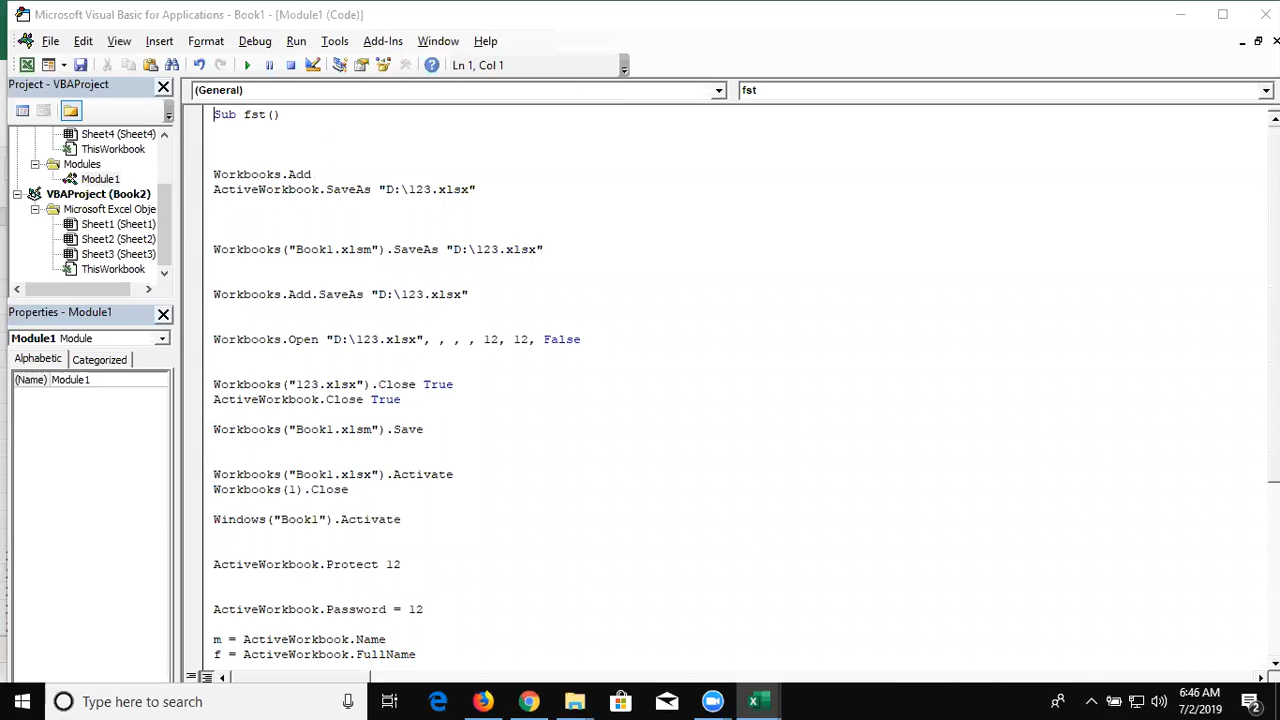 Microsoft Visual Basic for Applications - Book1 - [Module1 (Code)]
File Edit View Insert Format Debug Run Tools Add-Ins Window Help
Ln 1, Col 1
Project - VBAProject
(General) fst
Sheet4 (Sheet4)
ThisWorkbook
Modules
Module1
VBAProject (Book2)
Microsoft Excel Obje
Sheet1 (Sheet1)
Sheet2 (Sheet2)
Sheet3 (Sheet3)
ThisWorkbook
Properties - Module1
Module1 Module
Alphabetic Categorized
(Name) Module1
Sub fst()
Workbooks.Add
ActiveWorkbook.SaveAs "D:\123.xlsx"
Workbooks("Book1.xlsm").SaveAs "D:\123.xlsx"
Workbooks.Add.SaveAs "D:\123.xlsx"
Workbooks.Open "D:\123.xlsx", , , , 12, 12, False
Workbooks("123.xlsx").Close True
ActiveWorkbook.Close True
Workbooks("Book1.xlsm").Save
Workbooks("Book1.xlsx").Activate
Workbooks(1).Close
Windows("Book1").Activate
ActiveWorkbook.Protect 12
ActiveWorkbook.Password = 12
m = ActiveWorkbook.Name
f = ActiveWorkbook.FullName
Type here to search
6:46 AM
7/2/2019
2